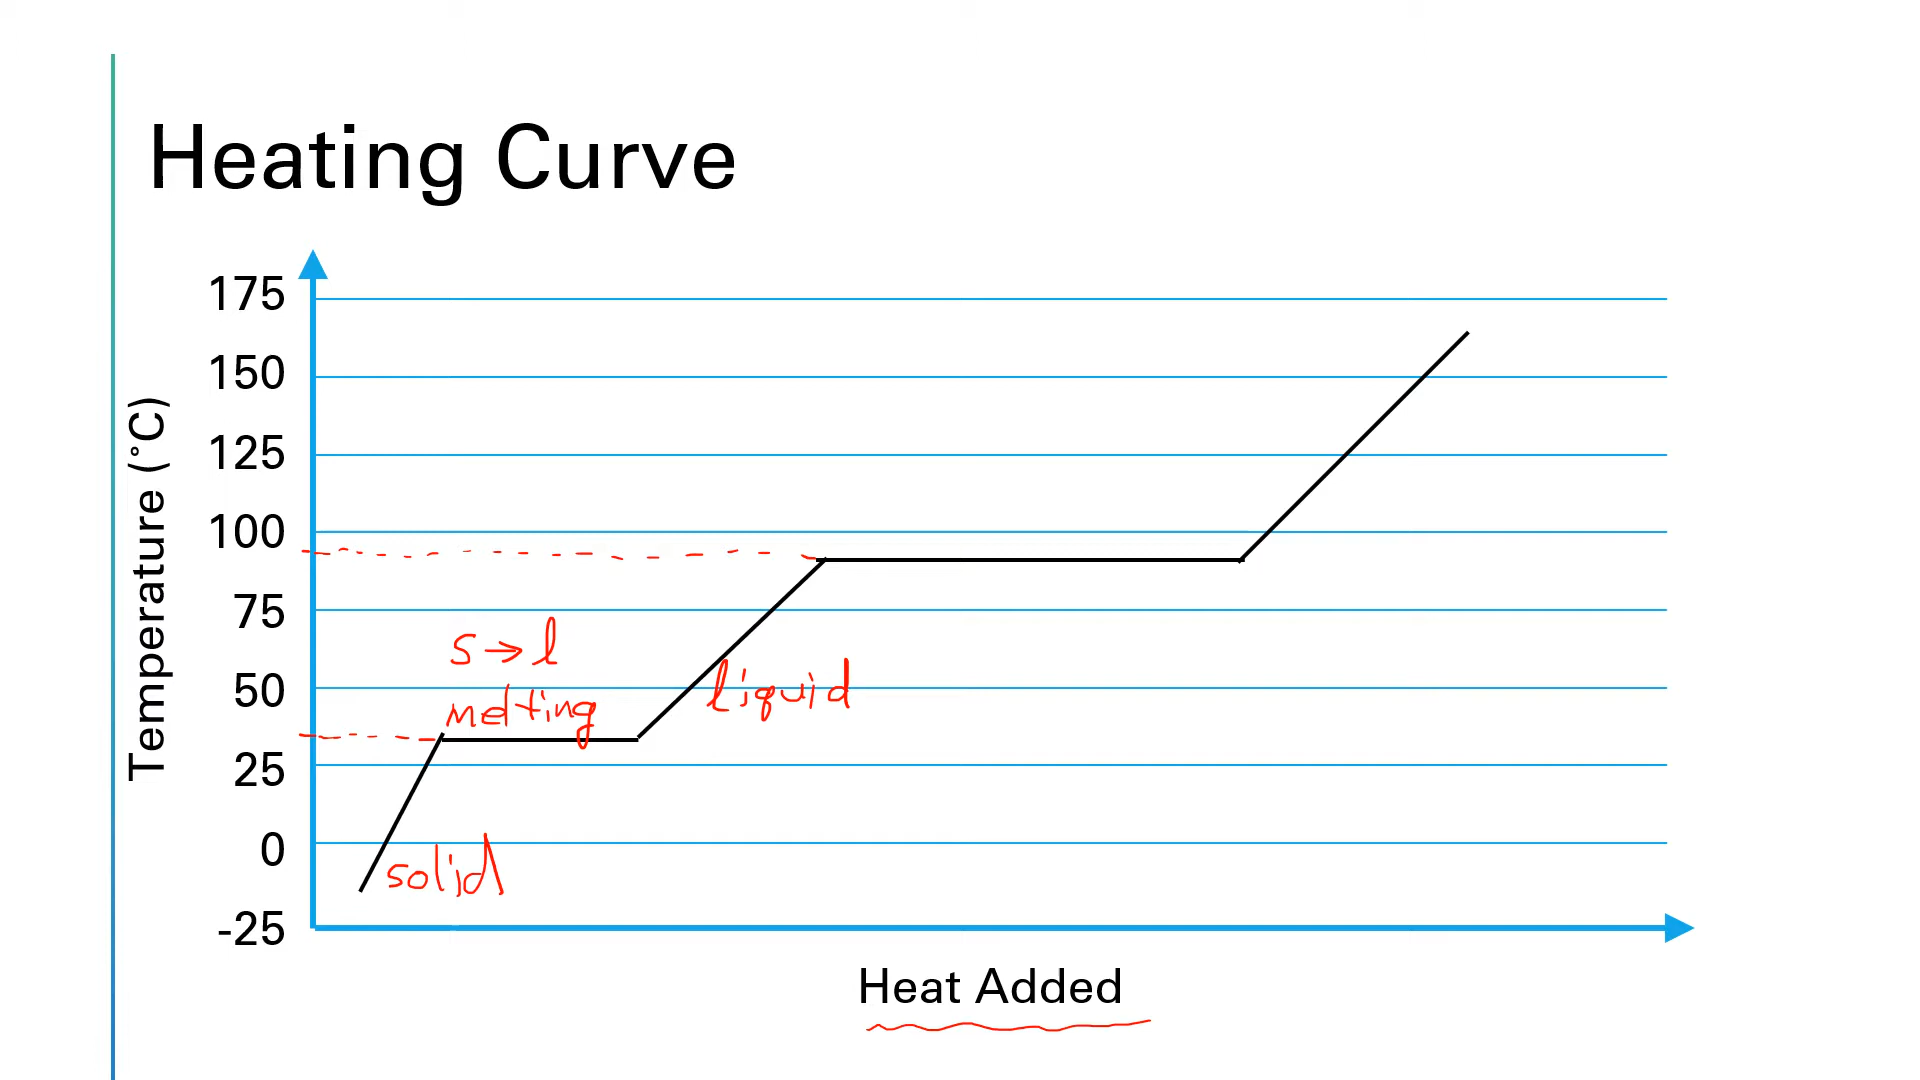 Heating Curve
175
150
125
100
75
50
25
0
-25
Temperature (°C)
s → l
melting
liquid
solid
Heat Added